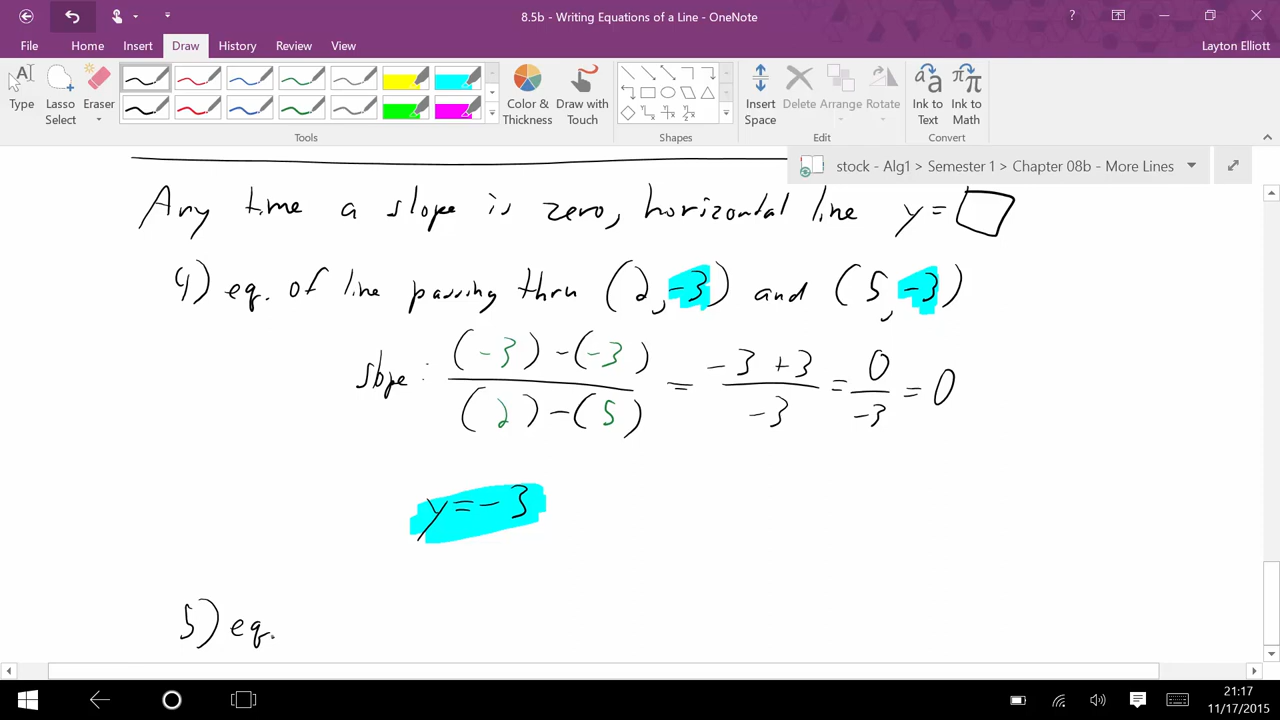 8.5b - Writing Equations of a Line - OneNote
?
File Home Insert Draw History Review View Layton Elliott
Type Lasso Select Eraser Color & Thickness Draw with Touch Insert Space Delete Arrange Rotate Ink to Text Ink to Math
Tools Shapes Edit Convert
stock - Alg1 > Semester 1 > Chapter 08b - More Lines
Any time a slope is zero, horizontal line y = □
4) eq. of line passing thru (2, -3) and (5, -3)
slope: ((-3) - (-3)) / ((2) - (5)) = (-3 + 3) / -3 = 0 / -3 = 0
y = -3
5) eq.
21:17
11/17/2015